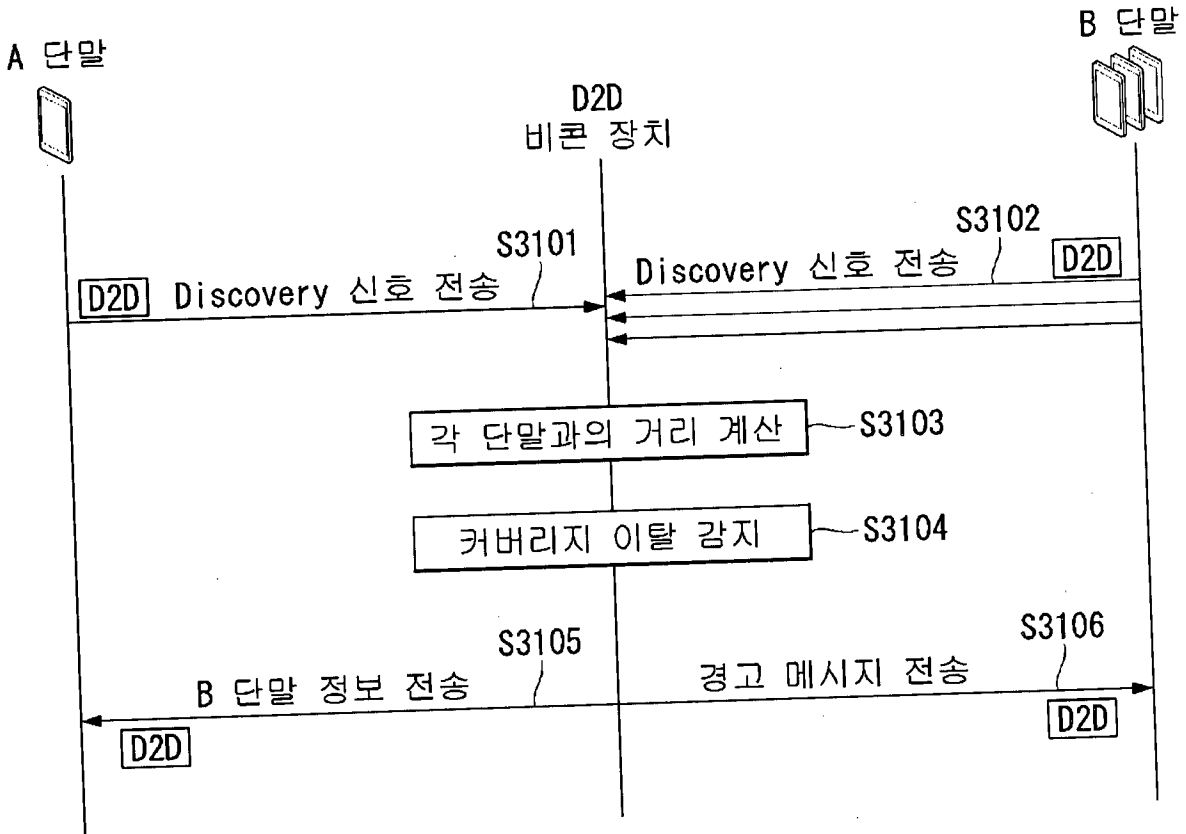 A 단말
B 단말
D2D
비콘 장치
S3101
S3102
D2D Discovery 신호 전송
Discovery 신호 전송 D2D
각 단말과의 거리 계산
S3103
커버리지 이탈 감지
S3104
S3105
S3106
B 단말 정보 전송
경고 메시지 전송
D2D
D2D